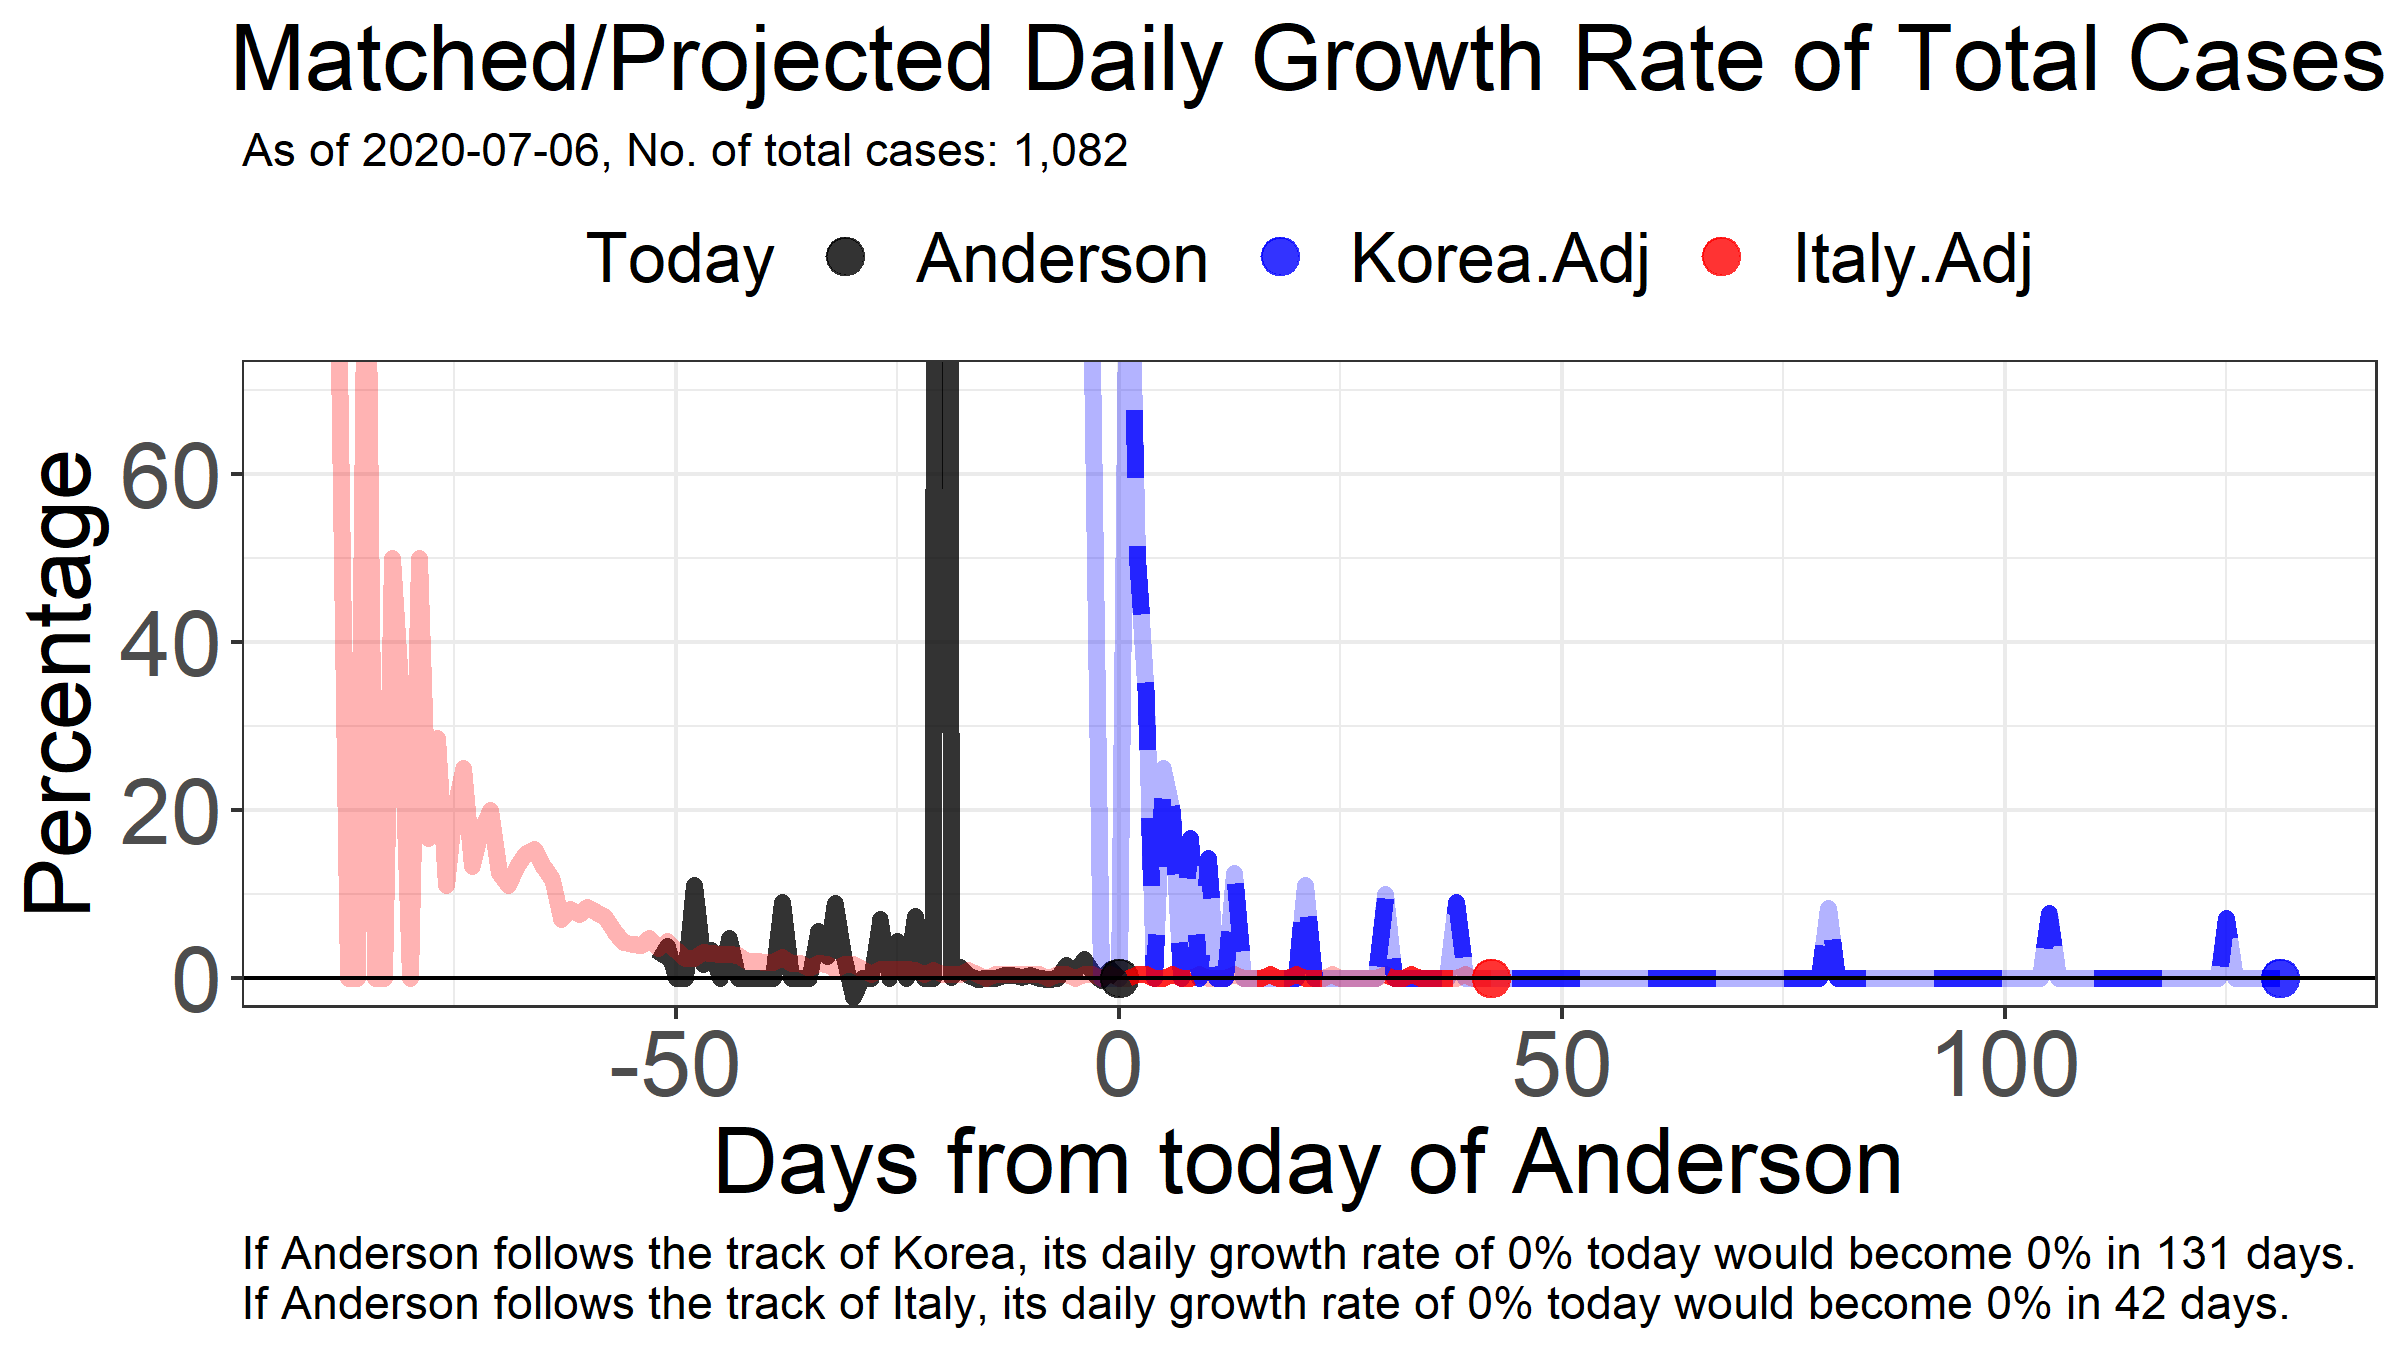 Matched/Projected Daily Growth Rate of Total Cases
As of 2020-07-06, No. of total cases: 1,082
Today Anderson Korea.Adj Italy.Adj
Percentage
60
40
20
0
-50 0 50 100
Days from today of Anderson
If Anderson follows the track of Korea, its daily growth rate of 0% today would become 0% in 131 days.
If Anderson follows the track of Italy, its daily growth rate of 0% today would become 0% in 42 days.